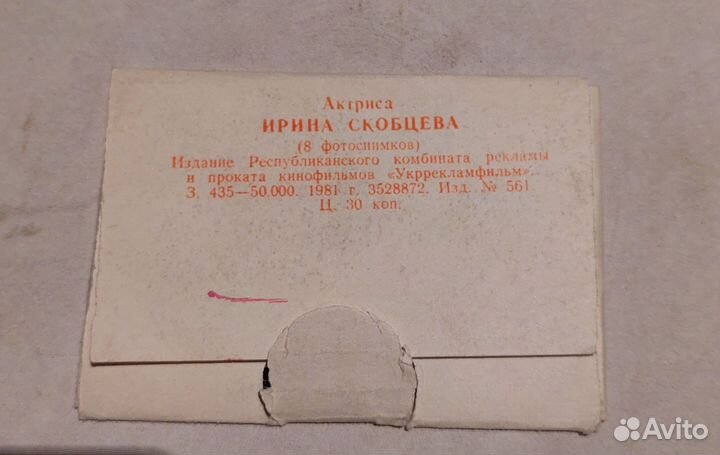 Актриса
ИРИНА СКОБЦЕВА
(8 фотоснимков)
Издание Республиканского комбината рекламы
и проката кинофильмов «Укррекламфильм».
З. 435—50.000. 1981 г. 3528872. Изд. № 561.
Ц. 30 коп.
Avito